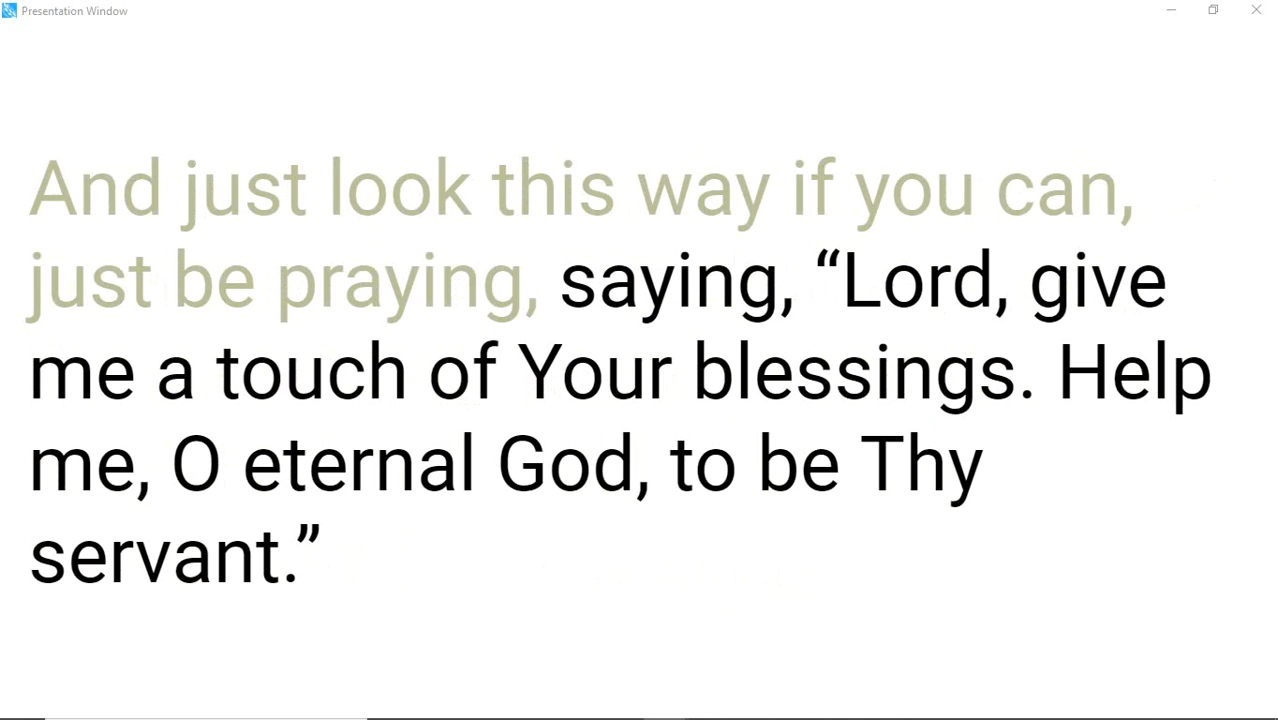 Presentation Window
And just look this way if you can,
just be praying, saying, “Lord, give
me a touch of Your blessings. Help
me, O eternal God, to be Thy
servant.”